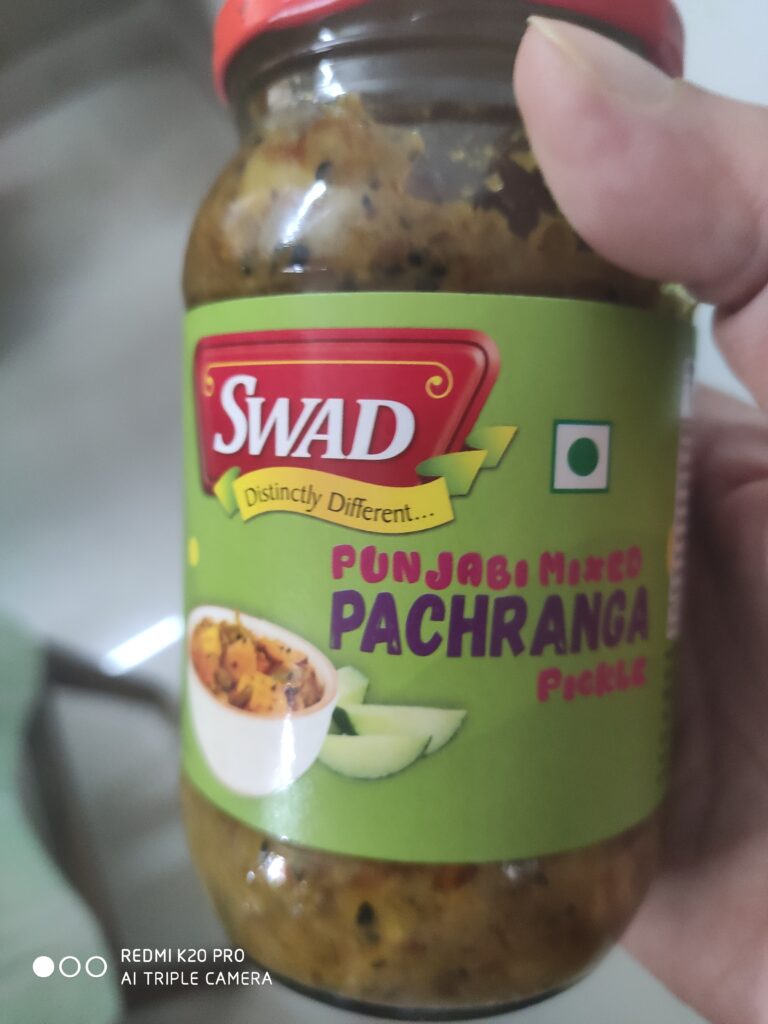 SWAD
Distinctly Different...
PUNJABI MIXED
PACHRANGA
PICKLE
REDMI K20 PRO
AI TRIPLE CAMERA